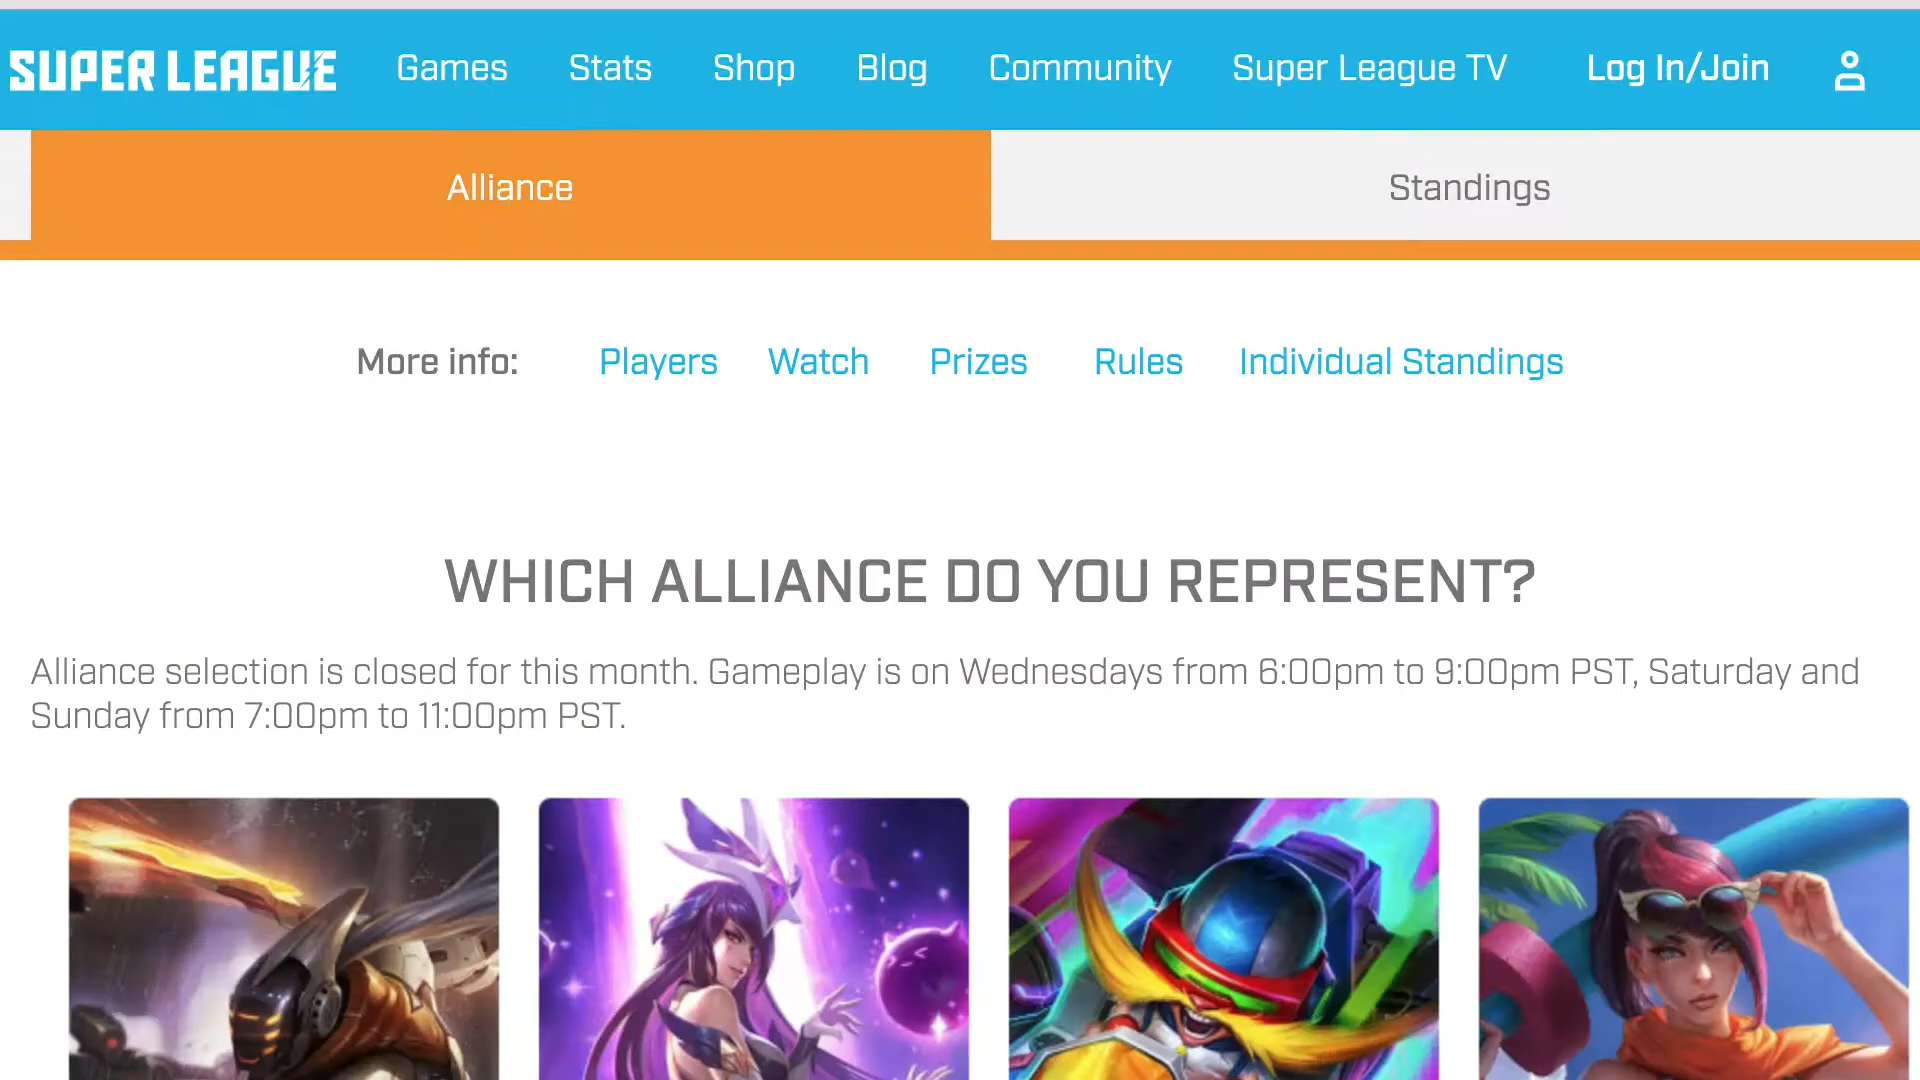 SUPER LEAGUE Games Stats Shop Blog Community Super League TV Log In/Join
Alliance Standings
More info: Players Watch Prizes Rules Individual Standings
WHICH ALLIANCE DO YOU REPRESENT?
Alliance selection is closed for this month. Gameplay is on Wednesdays from 6:00pm to 9:00pm PST, Saturday and
Sunday from 7:00pm to 11:00pm PST.